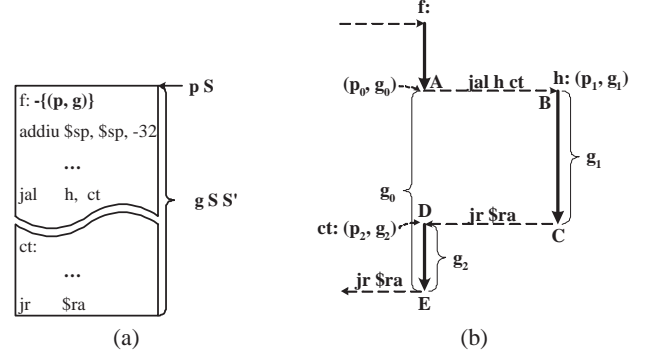 p S
f: -{(p, g)}
addiu $sp, $sp, -32
...
jal h, ct
g S S'
ct:
...
jr $ra
(a)
f:
(p0, g0)
A
jal h ct
h: (p1, g1)
B
g1
g0
D
ct: (p2, g2)
jr $ra
C
g2
jr $ra
E
(b)